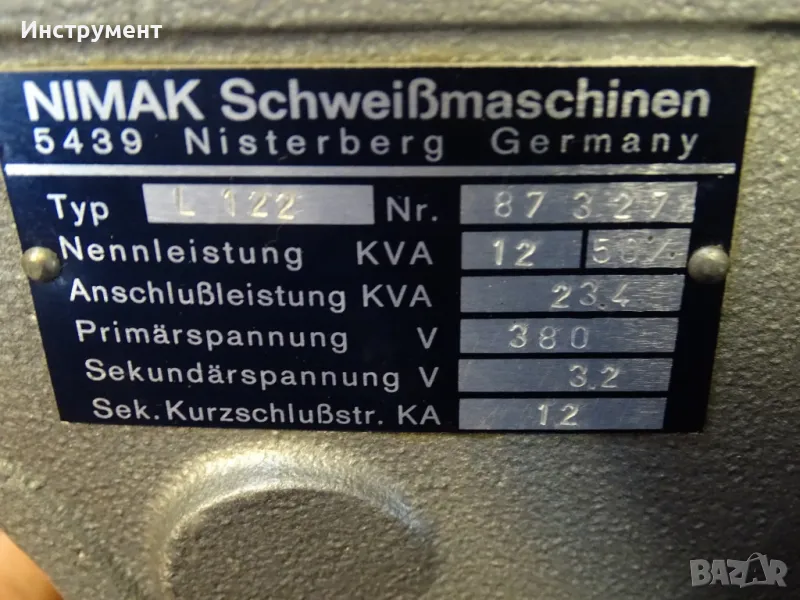 Инструмент
NIMAK Schweißmaschinen
5439 Nisterberg Germany
Typ L 122 Nr. 87 327
Nennleistung KVA 12 50%
Anschlußleistung KVA 23.4
Primärspannung V 380
Sekundärspannung V 3.2
Sek.Kurzschlußstr. KA 12
BAZAR